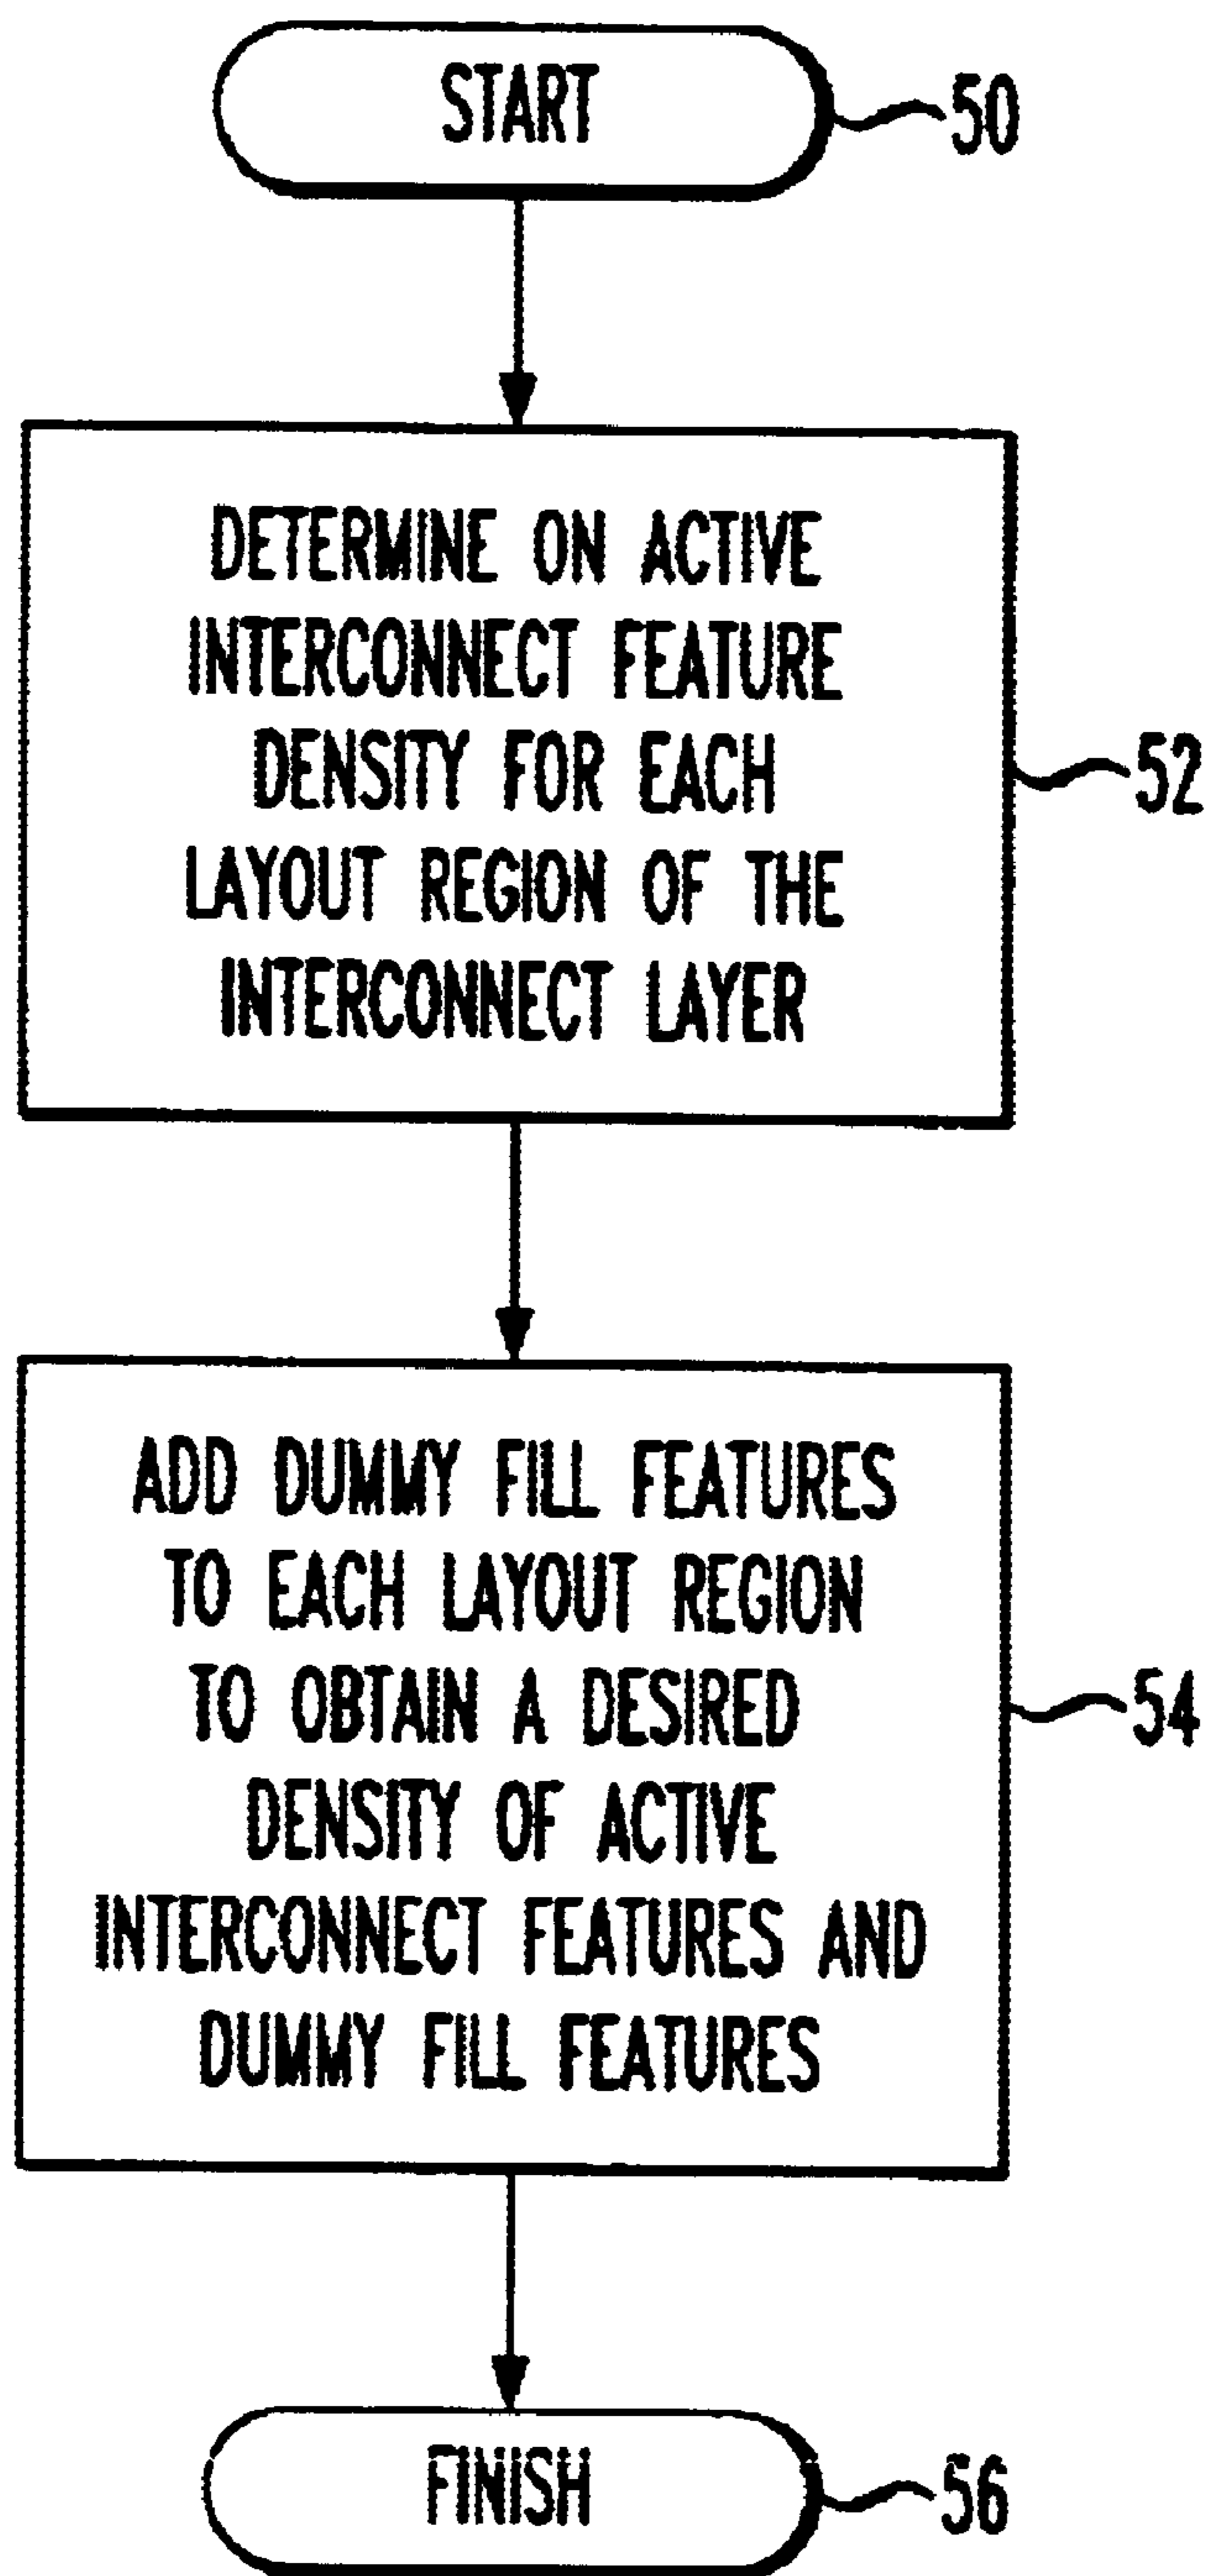 START
50
DETERMINE ON ACTIVE
INTERCONNECT FEATURE
DENSITY FOR EACH
LAYOUT REGION OF THE
INTERCONNECT LAYER
52
ADD DUMMY FILL FEATURES
TO EACH LAYOUT REGION
TO OBTAIN A DESIRED
DENSITY OF ACTIVE
INTERCONNECT FEATURES AND
DUMMY FILL FEATURES
54
FINISH
56